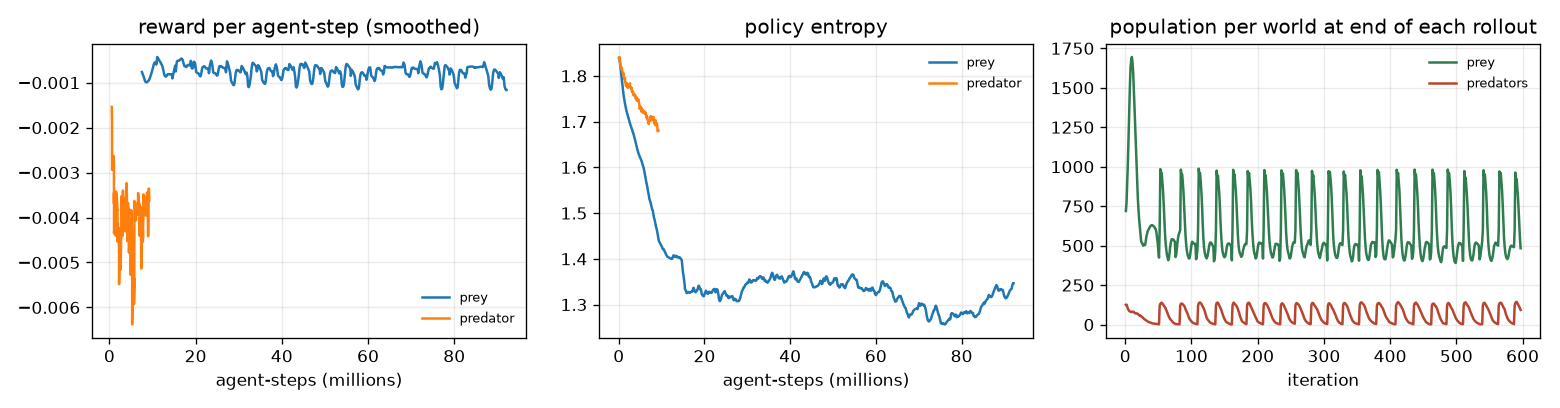 reward per agent-step (smoothed)
−0.001
−0.002
−0.003
−0.004
−0.005
−0.006
prey
predator
0 20 40 60 80
agent-steps (millions)
policy entropy
1.8
1.7
1.6
1.5
1.4
1.3
prey
predator
0 20 40 60 80
agent-steps (millions)
population per world at end of each rollout
1750
1500
1250
1000
750
500
250
0
prey
predators
0 100 200 300 400 500 600
iteration